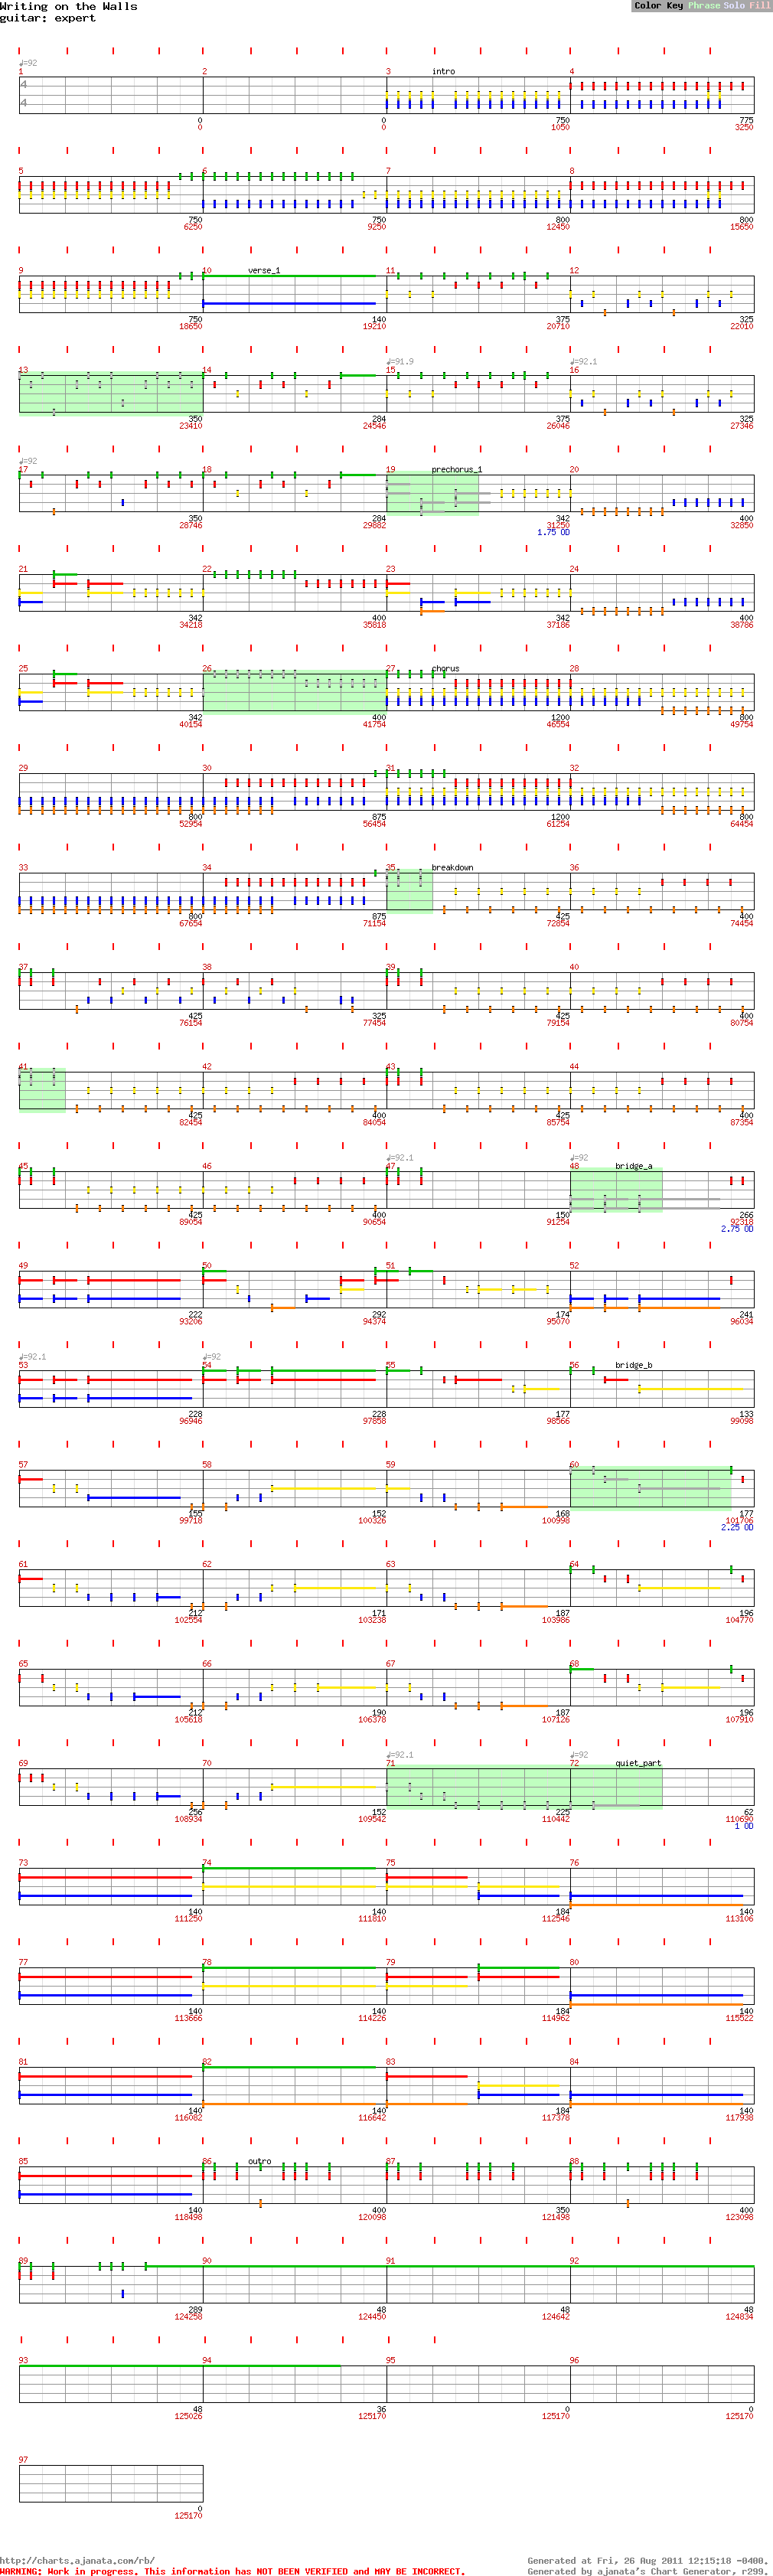 Writing on the Walls
Color Key Phrase Solo Fill
guitar: expert
♩=92
1 2 3 intro 4
4
4
0 0 750 775
0 0 1050 3250
5 6 7 8
750 750 800 800
6250 9250 12450 15650
9 10 verse_1 11 12
750 140 375 325
18650 19210 20710 22010
♩=91.9 ♩=92.1
13 14 15 16
350 284 375 325
23410 24546 26046 27346
♩=92
17 18 19 prechorus_1 20
350 284 342 400
28746 29882 31250 32850
1.75 OD
21 22 23 24
342 400 342 400
34218 35818 37186 38786
25 26 27 chorus 28
342 400 1200 800
40154 41754 46554 49754
29 30 31 32
800 875 1200 800
52954 56454 61254 64454
33 34 35 breakdown 36
800 875 425 400
67654 71154 72854 74454
37 38 39 40
425 325 425 400
76154 77454 79154 80754
41 42 43 44
425 400 425 400
82454 84054 85754 87354
♩=92.1 ♩=92
45 46 47 48 bridge_a
425 400 150 266
89054 90654 91254 92318
2.75 OD
49 50 51 52
222 292 174 241
93206 94374 95070 96034
♩=92.1 ♩=92
53 54 55 56 bridge_b
228 228 177 133
96946 97858 98566 99098
57 58 59 60
155 152 168 177
99718 100326 100998 101706
2.25 OD
61 62 63 64
212 171 187 196
102554 103238 103986 104770
65 66 67 68
212 190 187 196
105618 106378 107126 107910
♩=92.1 ♩=92
69 70 71 72 quiet_part
256 152 225 62
108934 109542 110442 110690
1 OD
73 74 75 76
140 140 184 140
111250 111810 112546 113106
77 78 79 80
140 140 184 140
113666 114226 114962 115522
81 82 83 84
140 140 184 140
116082 116642 117378 117938
85 86 outro 87 88
140 400 350 400
118498 120098 121498 123098
89 90 91 92
289 48 48 48
124258 124450 124642 124834
93 94 95 96
48 36 0 0
125026 125170 125170 125170
97
0
125170
http://charts.ajanata.com/rb/
Generated at Fri, 26 Aug 2011 12:15:18 -0400.
WARNING: Work in progress. This information has NOT BEEN VERIFIED and MAY BE INCORRECT.
Generated by ajanata's Chart Generator, r299.